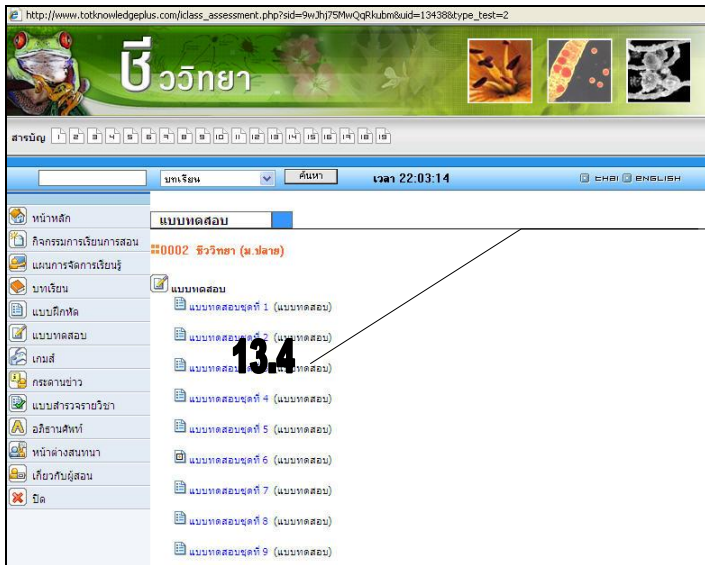 http://www.totknowledgeplus.com/iclass_assessment.php?sid=9wJhj75MwQqRkubm&uid=13438&type_test=2
ชีววิทยา
สารบัญ 1 2 3 4 5 6 7 8 9 10 11 12 13 14 15 16 17 18 19
บทเรียน ค้นหา เวลา 22:03:14 THAI ENGLISH
หน้าหลัก
กิจกรรมการเรียนการสอน
แผนการจัดการเรียนรู้
บทเรียน
แบบฝึกหัด
แบบทดสอบ
เกมส์
กระดานข่าว
แบบสำรวจรายวิชา
อภิธานศัพท์
หน้าต่างสนทนา
เกี่ยวกับผู้สอน
ปิด
แบบทดสอบ
0002 ชีววิทยา (ม.ปลาย)
แบบทดสอบ
แบบทดสอบชุดที่ 1 (แบบทดสอบ)
แบบทดสอบชุดที่ 2 (แบบทดสอบ)
13.4
แบบทดสอบ (แบบทดสอบ)
แบบทดสอบชุดที่ 4 (แบบทดสอบ)
แบบทดสอบชุดที่ 5 (แบบทดสอบ)
แบบทดสอบชุดที่ 6 (แบบทดสอบ)
แบบทดสอบชุดที่ 7 (แบบทดสอบ)
แบบทดสอบชุดที่ 8 (แบบทดสอบ)
แบบทดสอบชุดที่ 9 (แบบทดสอบ)